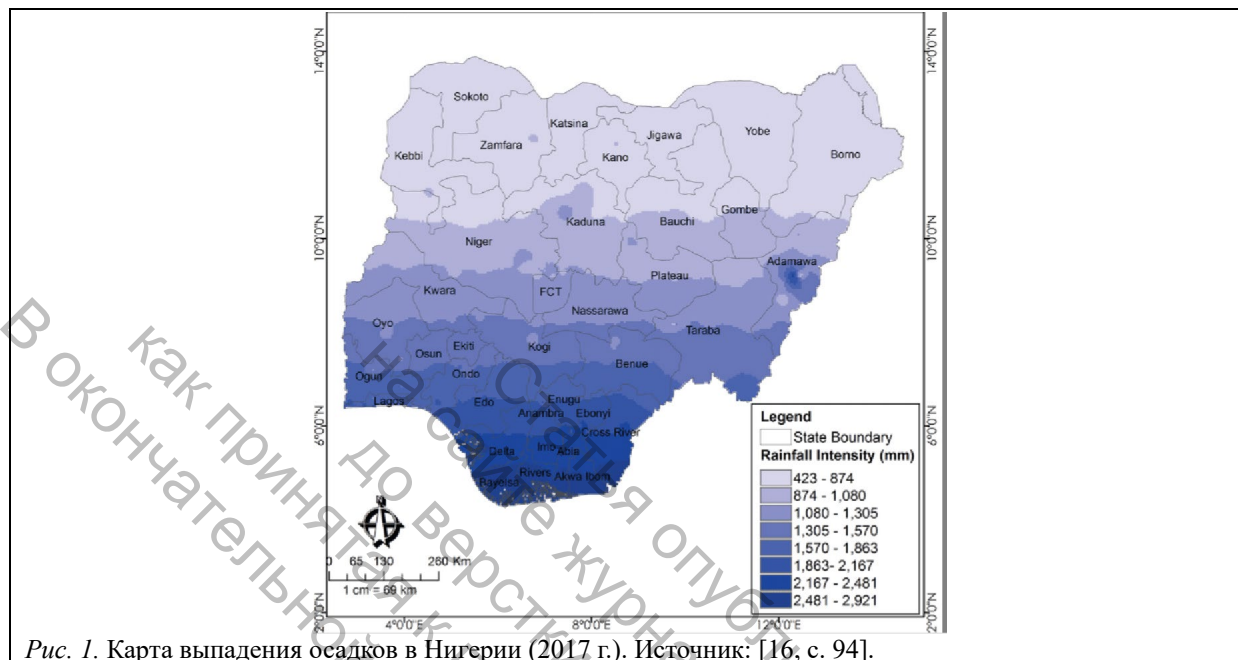 14°0'0"N
14°0'0"N
Sokoto
Katsina
Jigawa
Yobe
Zamfara
Kano
Borno
Kebbi
Kaduna
Bauchi
Gombe
10°0'0"N
Niger
10°0'0"N
Adamawa
Plateau
Kwara
FCT
Nassarawa
Oyo
Taraba
Ekiti
Kogi
Osun
Benue
Ogun
Ondo
Lagos
Edo
Enugu
Anambra
Ebonyi
6°0'0"N
6°0'0"N
Cross River
Delta
Imo
Abia
Rivers
Akwa Ibom
Bayelsa
Legend
State Boundary
Rainfall Intensity (mm)
423 - 874
874 - 1,080
1,080 - 1,305
1,305 - 1,570
1,570 - 1,863
1,863- 2,167
2,167 - 2,481
2,481 - 2,921
N
0 65 130 260 Km
1 cm = 69 km
2°0'0"N
2°0'0"N
4°0'0"E
8°0'0"E
12°0'0"E
Статья
на сайте
до
как
В
Рис. 1. Карта выпадения осадков в Нигерии (2017 г.). Источник: [16, с. 94].